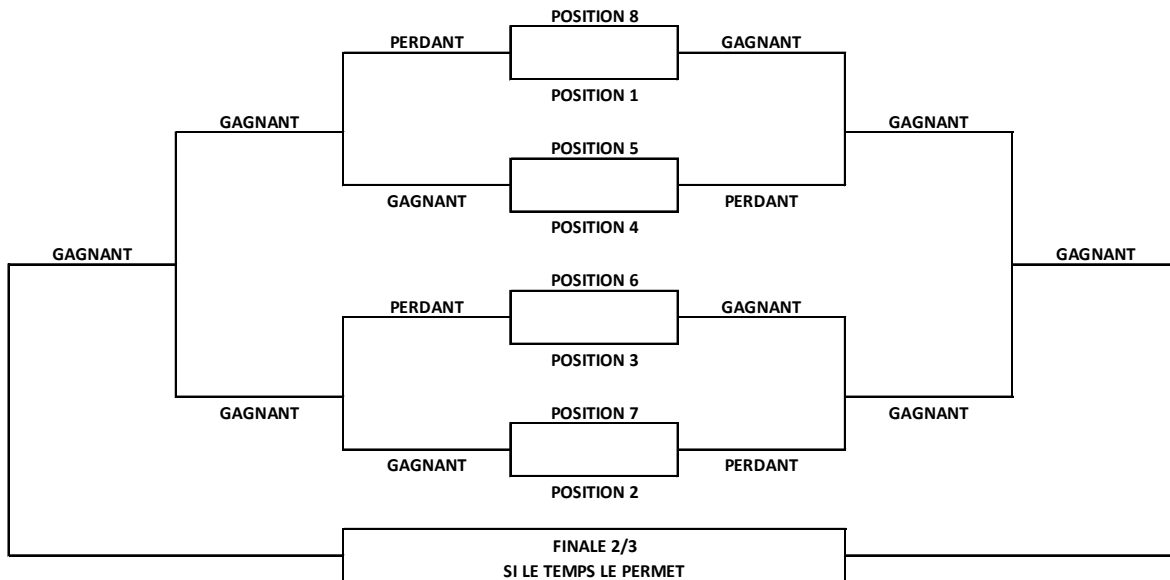 POSITION 8
PERDANT
GAGNANT
POSITION 1
GAGNANT
GAGNANT
POSITION 5
GAGNANT
PERDANT
POSITION 4
GAGNANT
GAGNANT
POSITION 6
PERDANT
GAGNANT
POSITION 3
GAGNANT
POSITION 7
GAGNANT
GAGNANT
PERDANT
POSITION 2
FINALE 2/3
SI LE TEMPS LE PERMET